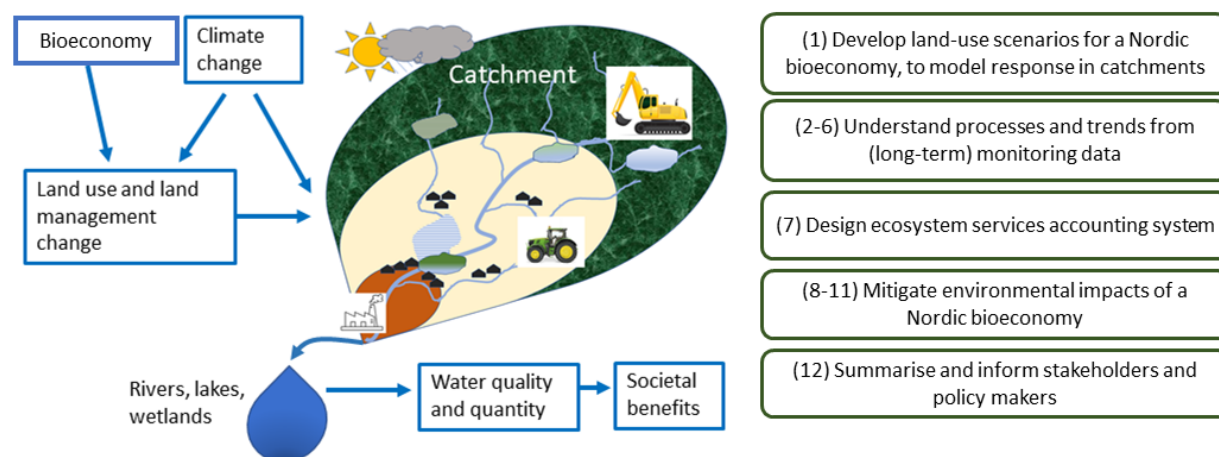 Bioeconomy
Climate
change
Catchment
Land use and land
management
change
Rivers, lakes,
wetlands
Water quality
and quantity
Societal
benefits
(1) Develop land-use scenarios for a Nordic
bioeconomy, to model response in catchments
(2-6) Understand processes and trends from
(long-term) monitoring data
(7) Design ecosystem services accounting system
(8-11) Mitigate environmental impacts of a
Nordic bioeconomy
(12) Summarise and inform stakeholders and
policy makers